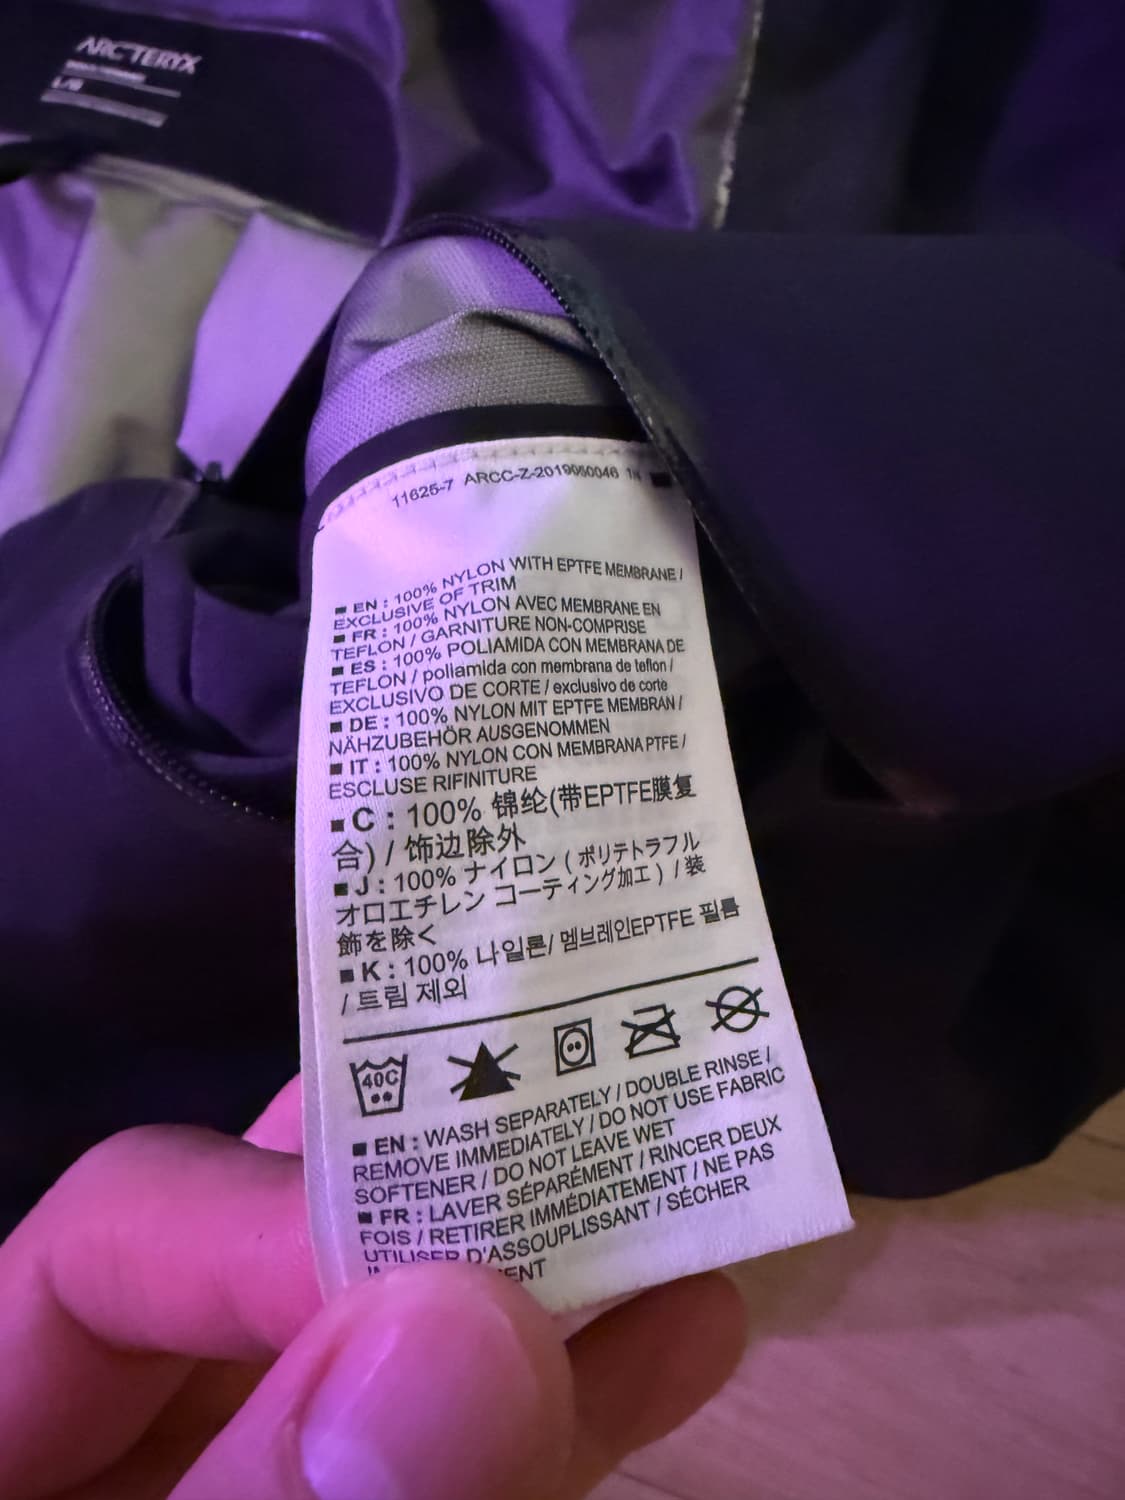 ARC'TERYX
11625-7 ARCC-Z-2019050046
■ EN : 100% NYLON WITH EPTFE MEMBRANE /
EXCLUSIVE OF TRIM
■ FR : 100% NYLON AVEC MEMBRANE EN
TEFLON / GARNITURE NON-COMPRISE
■ ES : 100% POLIAMIDA CON MEMBRANA DE
TEFLON / poliamida con membrana de teflon /
EXCLUSIVO DE CORTE / exclusivo de corte
■ DE : 100% NYLON MIT EPTFE MEMBRAN /
NÄHZUBEHÖR AUSGENOMMEN
■ IT : 100% NYLON CON MEMBRANA PTFE /
ESCLUSE RIFINITURE
■ C : 100% 锦纶(带EPTFE膜复
合) / 饰边除外
■ J : 100% ナイロン ( ポリテトラフル
オロエチレン コーティング加工 ) / 装
飾を除く
■ K : 100% 나일론/ 멤브레인EPTFE 필름
/ 트림 제외
40C
■ EN : WASH SEPARATELY / DOUBLE RINSE /
REMOVE IMMEDIATELY / DO NOT USE FABRIC
SOFTENER / DO NOT LEAVE WET
■ FR : LAVER SÉPARÉMENT / RINCER DEUX
FOIS / RETIRER IMMÉDIATEMENT / NE PAS
UTILISER D'ASSOUPLISSANT / SÉCHER